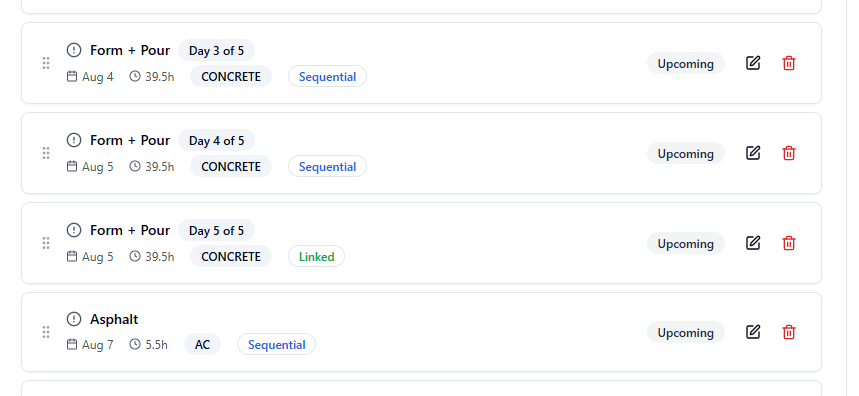 Form + Pour Day 3 of 5
Aug 4 39.5h CONCRETE Sequential
Upcoming
Form + Pour Day 4 of 5
Aug 5 39.5h CONCRETE Sequential
Upcoming
Form + Pour Day 5 of 5
Aug 5 39.5h CONCRETE Linked
Upcoming
Asphalt
Aug 7 5.5h AC Sequential
Upcoming